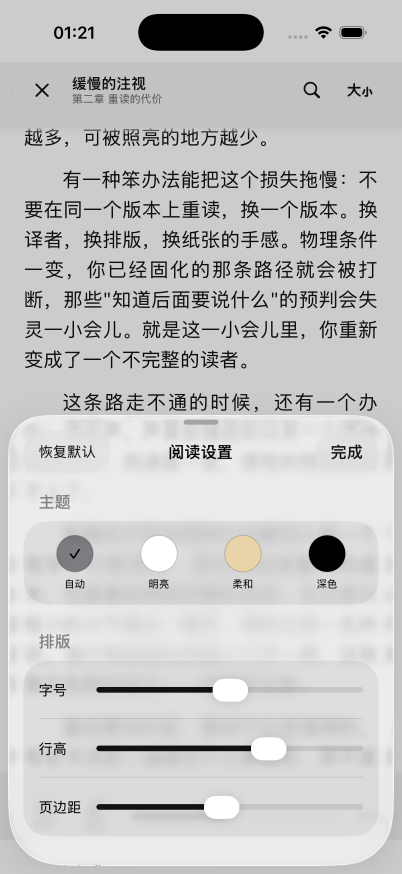 01:21
缓慢的注视
第二章 重读的代价
大小
越多，可被照亮的地方越少。
有一种笨办法能把这个损失拖慢：不
要在同一个版本上重读，换一个版本。换
译者，换排版，换纸张的手感。物理条件
一变，你已经固化的那条路径就会被打
断，那些"知道后面要说什么"的预判会失
灵一小会儿。就是这一小会儿里，你重新
变成了一个不完整的读者。
这条路走不通的时候，还有一个办
恢复默认
阅读设置
完成
主题
自动
明亮
柔和
深色
排版
字号
行高
页边距